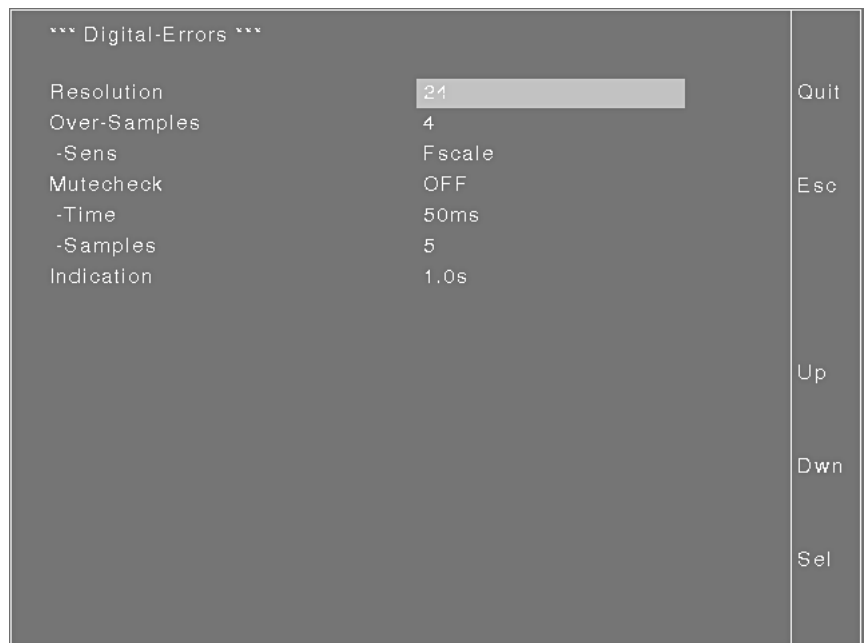 *** Digital-Errors ***
Resolution 24
Over-Samples 4
-Sens Fscale
Mutecheck OFF
-Time 50ms
-Samples 5
Indication 1.0s
Quit
Esc
Up
Dwn
Sel